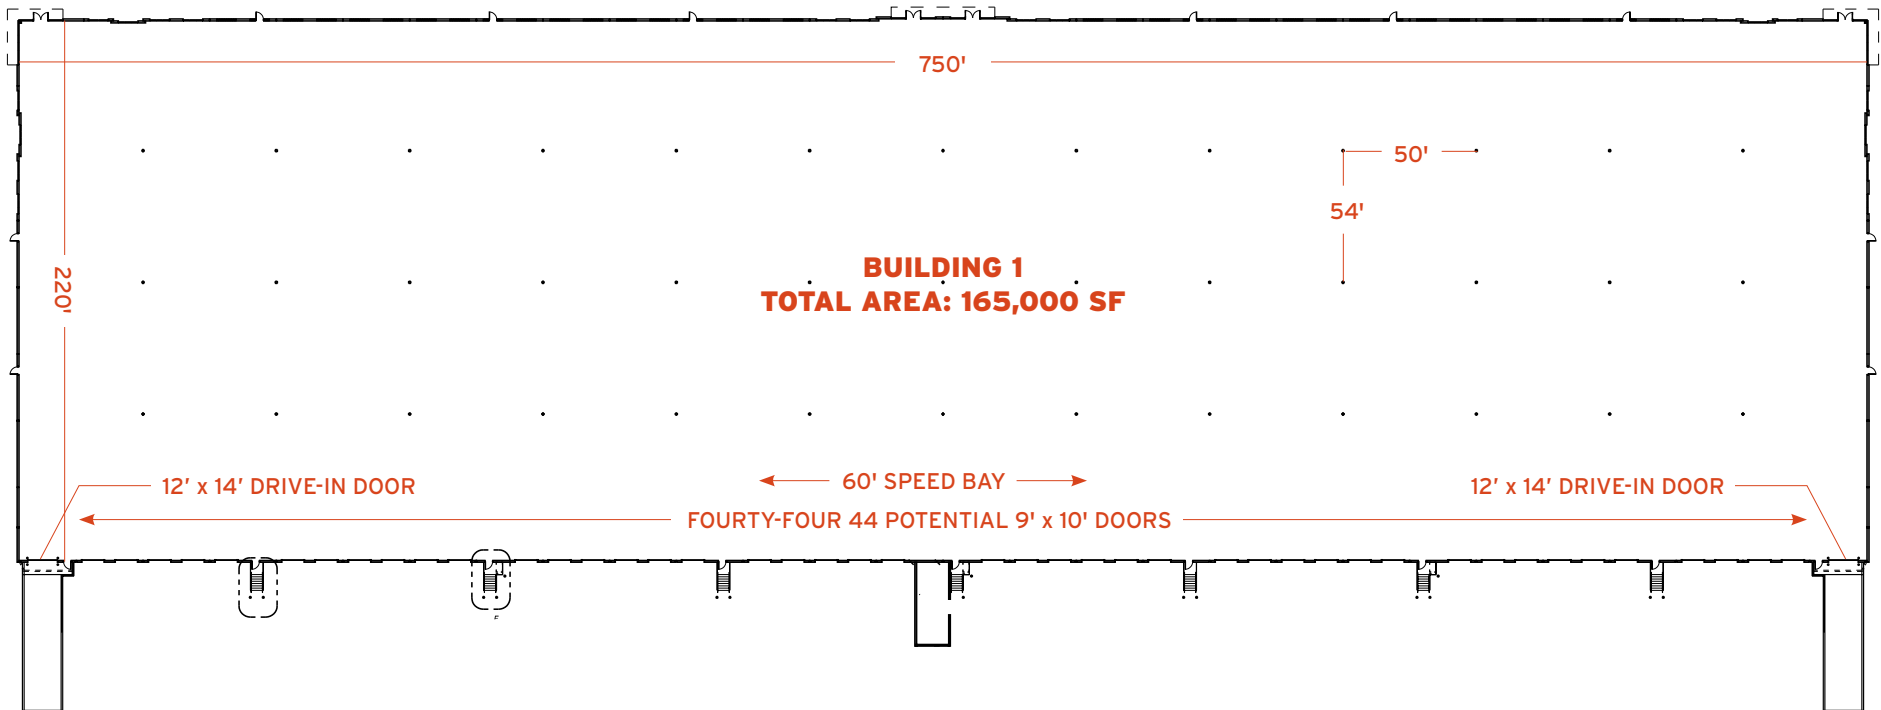 750'
50'
54'
220'
BUILDING 1
TOTAL AREA: 165,000 SF
12' x 14' DRIVE-IN DOOR
60' SPEED BAY
12' x 14' DRIVE-IN DOOR
FOURTY-FOUR 44 POTENTIAL 9' x 10' DOORS